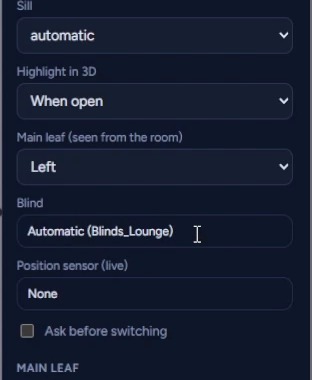 Sill
automatic
Highlight in 3D
When open
Main leaf (seen from the room)
Left
Blind
Automatic (Blinds_Lounge)
Position sensor (live)
None
Ask before switching
MAIN LEAF